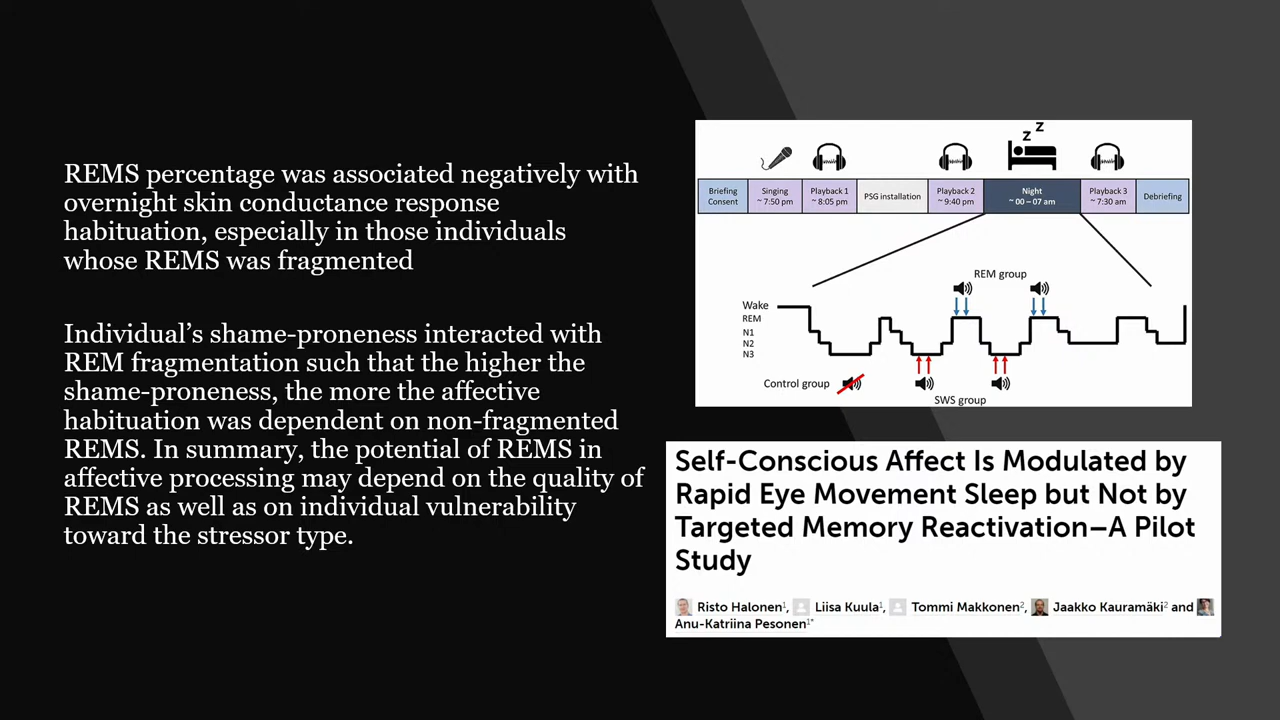 REMS percentage was associated negatively with
overnight skin conductance response
habituation, especially in those individuals
whose REMS was fragmented
Individual’s shame-proneness interacted with
REM fragmentation such that the higher the
shame-proneness, the more the affective
habituation was dependent on non-fragmented
REMS. In summary, the potential of REMS in
affective processing may depend on the quality of
REMS as well as on individual vulnerability
toward the stressor type.
z
z
Briefing
Consent
Singing
~ 7:50 pm
Playback 1
~ 8:05 pm
PSG installation
Playback 2
~ 9:40 pm
Night
~ 00 – 07 am
Playback 3
~ 7:30 am
Debriefing
REM group
Wake
REM
N1
N2
N3
Control group
SWS group
Self-Conscious Affect Is Modulated by
Rapid Eye Movement Sleep but Not by
Targeted Memory Reactivation–A Pilot
Study
Risto Halonen1, Liisa Kuula1, Tommi Makkonen2, Jaakko Kauramäki2 and
Anu-Katriina Pesonen1*